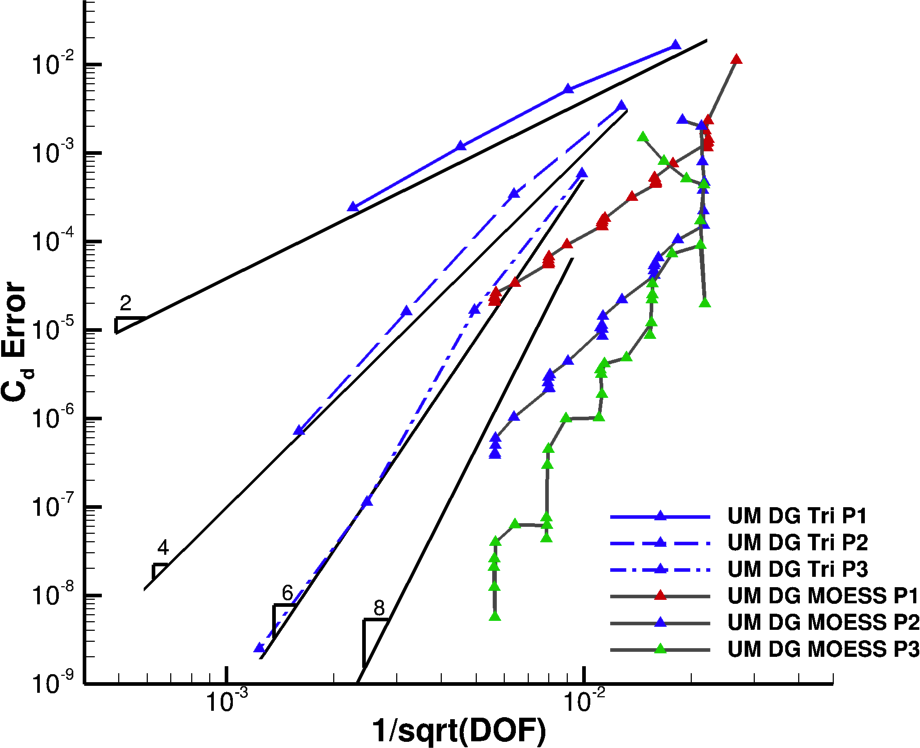 10⁻²
10⁻³
10⁻⁴
10⁻⁵
10⁻⁶
10⁻⁷
10⁻⁸
10⁻⁹
C_d Error
2
4
6
8
UM DG Tri P1
UM DG Tri P2
UM DG Tri P3
UM DG MOESS P1
UM DG MOESS P2
UM DG MOESS P3
10⁻³
10⁻²
1/sqrt(DOF)